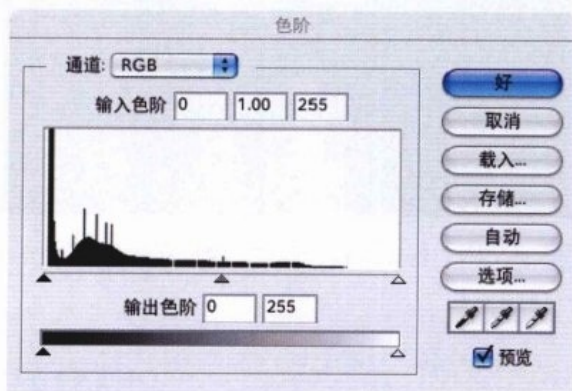 色阶
通道: RGB
输入色阶 0 1.00 255
输出色阶 0 255
好
取消
载入...
存储...
自动
选项...
预览